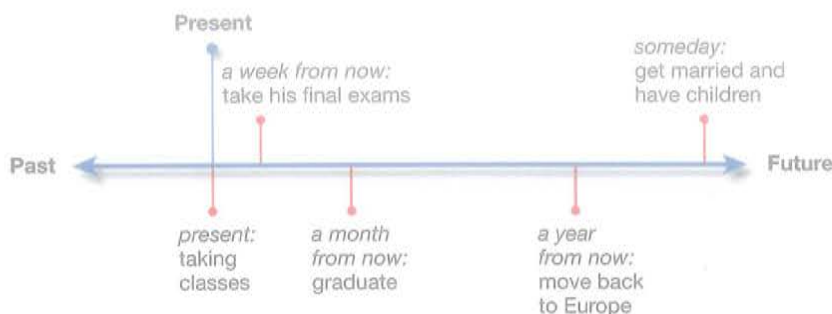 Present
a week from now:
take his final exams
someday:
get married and
have children
Past
Future
present:
taking
classes
a month
from now:
graduate
a year
from now:
move back
to Europe